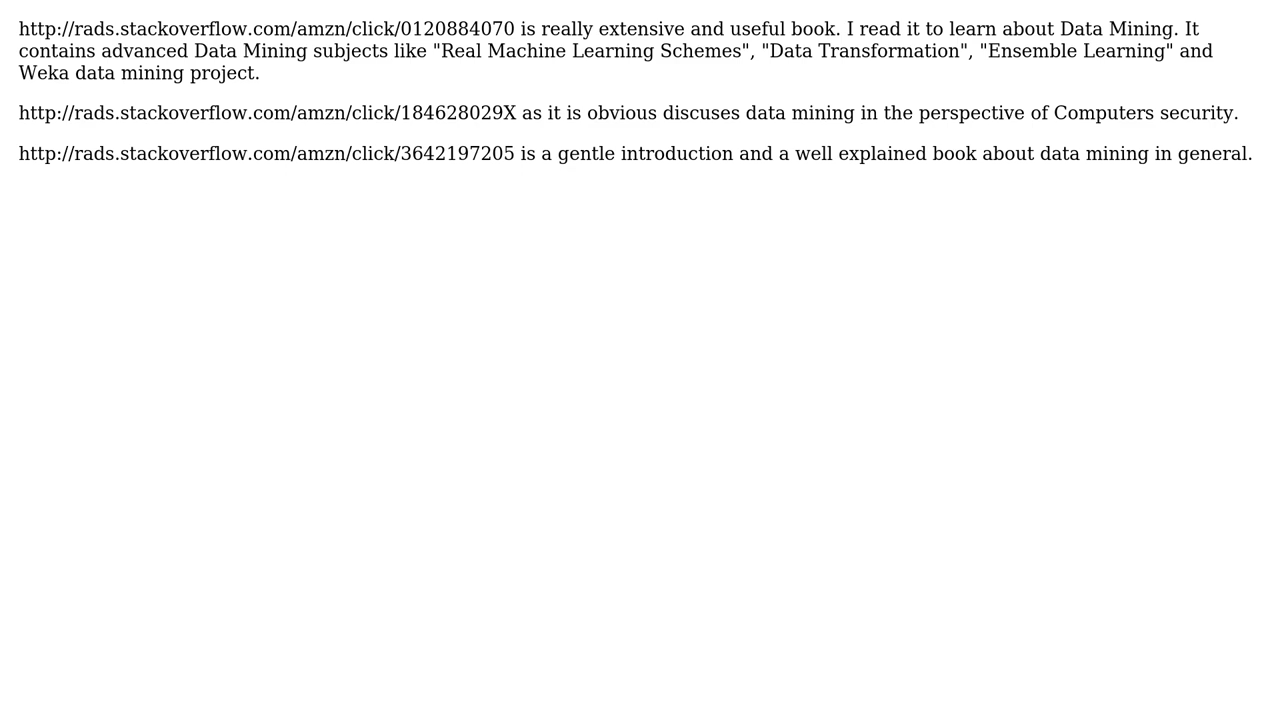 http://rads.stackoverflow.com/amzn/click/0120884070 is really extensive and useful book. I read it to learn about Data Mining. It
contains advanced Data Mining subjects like "Real Machine Learning Schemes", "Data Transformation", "Ensemble Learning" and
Weka data mining project.
http://rads.stackoverflow.com/amzn/click/184628029X as it is obvious discuses data mining in the perspective of Computers security.
http://rads.stackoverflow.com/amzn/click/3642197205 is a gentle introduction and a well explained book about data mining in general.